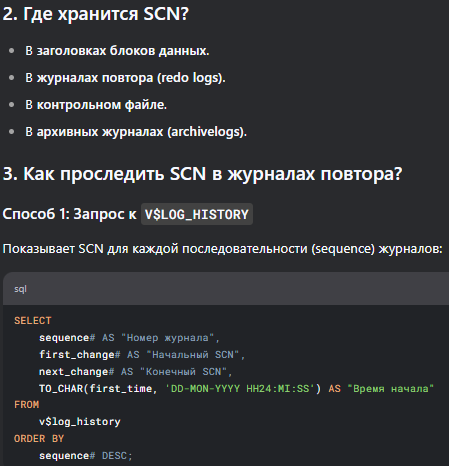 2. Где хранится SCN?
• В заголовках блоков данных.
• В журналах повтора (redo logs).
• В контрольном файле.
• В архивных журналах (archivelogs).
3. Как проследить SCN в журналах повтора?
Способ 1: Запрос к V$LOG_HISTORY
Показывает SCN для каждой последовательности (sequence) журналов:
sql
SELECT
    sequence# AS "Номер журнала",
    first_change# AS "Начальный SCN",
    next_change# AS "Конечный SCN",
    TO_CHAR(first_time, 'DD-MON-YYYY HH24:MI:SS') AS "Время начала"
FROM
    v$log_history
ORDER BY
    sequence# DESC;